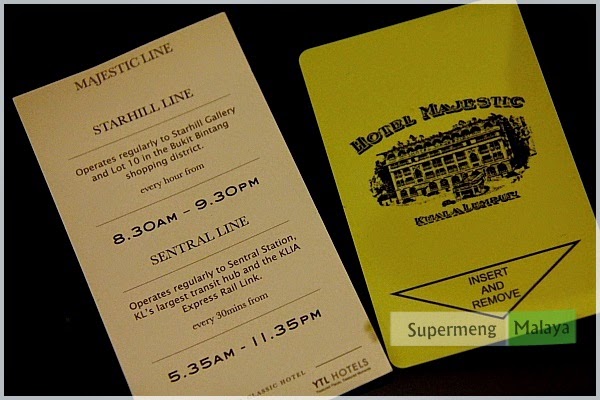 MAJESTIC LINE
STARHILL LINE
Operates regularly to Starhill Gallery
and Lot 10 in the Bukit Bintang
shopping district.
every hour from
8.30AM - 9.30PM
SENTRAL LINE
Operates regularly to Sentral Station,
KL's largest transit hub and the KLIA
Express Rail Link.
every 30mins from
5.35AM - 11.35PM
CLASSIC HOTEL
YTL HOTELS
HOTEL MAJESTIC
KUALA LUMPUR
INSERT
AND
REMOVE
Supermeng Malaya